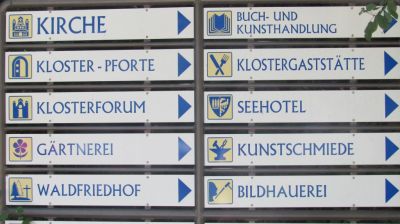 KIRCHE
KLOSTER-PFORTE
KLOSTERFORUM
GÄRTNEREI
WALDFRIEDHOF
BUCH- UND
KUNSTHANDLUNG
KLOSTERGASTSTÄTTE
SEEHOTEL
KUNSTSCHMIEDE
BILDHAUEREI